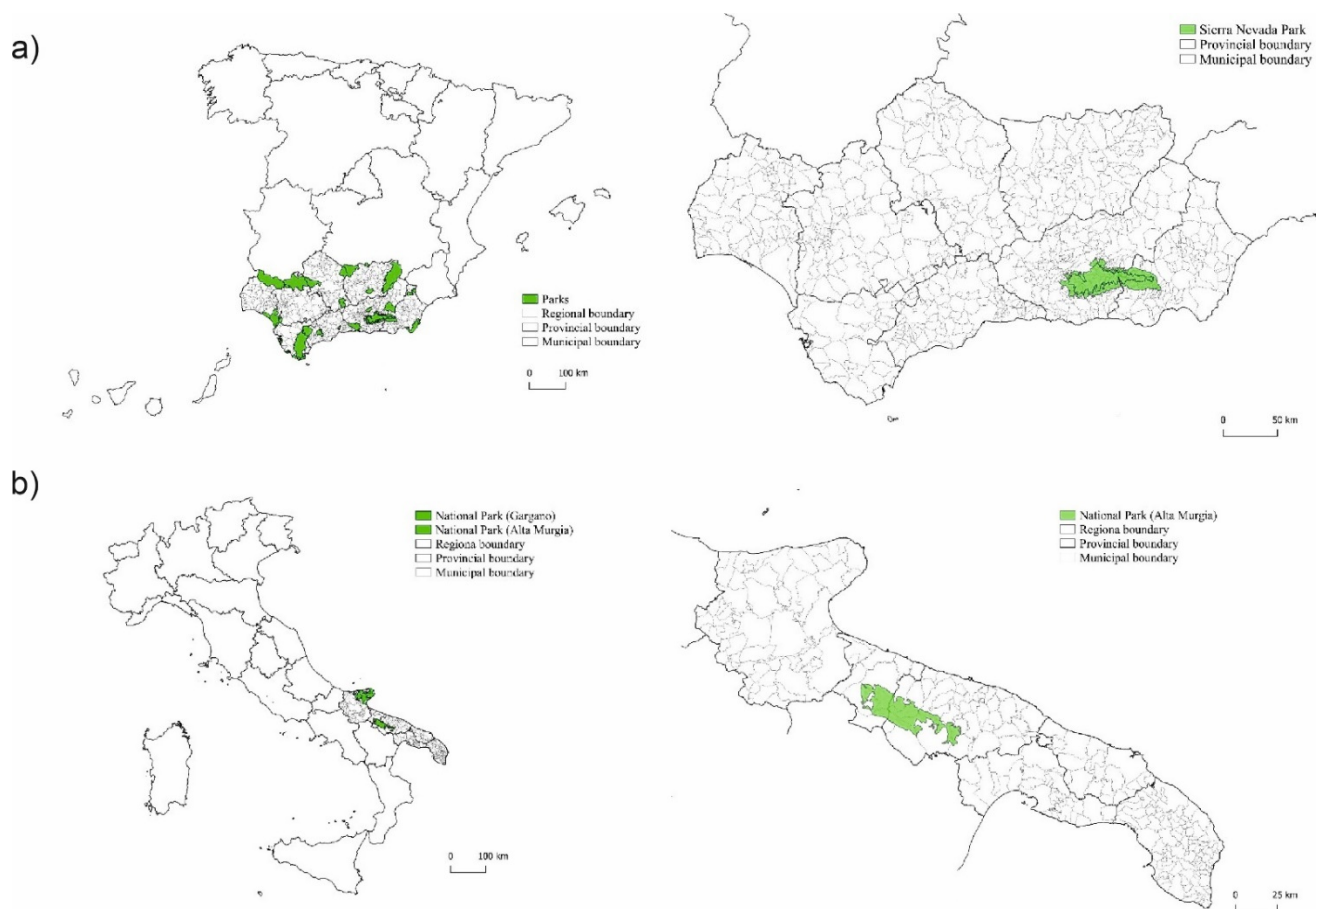 a)
Parks
Regional boundary
Provincial boundary
Municipal boundary
0 100 km
Sierra Nevada Park
Provincial boundary
Municipal boundary
0 50 km
b)
National Park (Gargano)
National Park (Alta Murgia)
Regiona boundary
Provincial boundary
Municipal boundary
0 100 km
National Park (Alta Murgia)
Regiona boundary
Provincial boundary
Municipal boundary
0 25 km